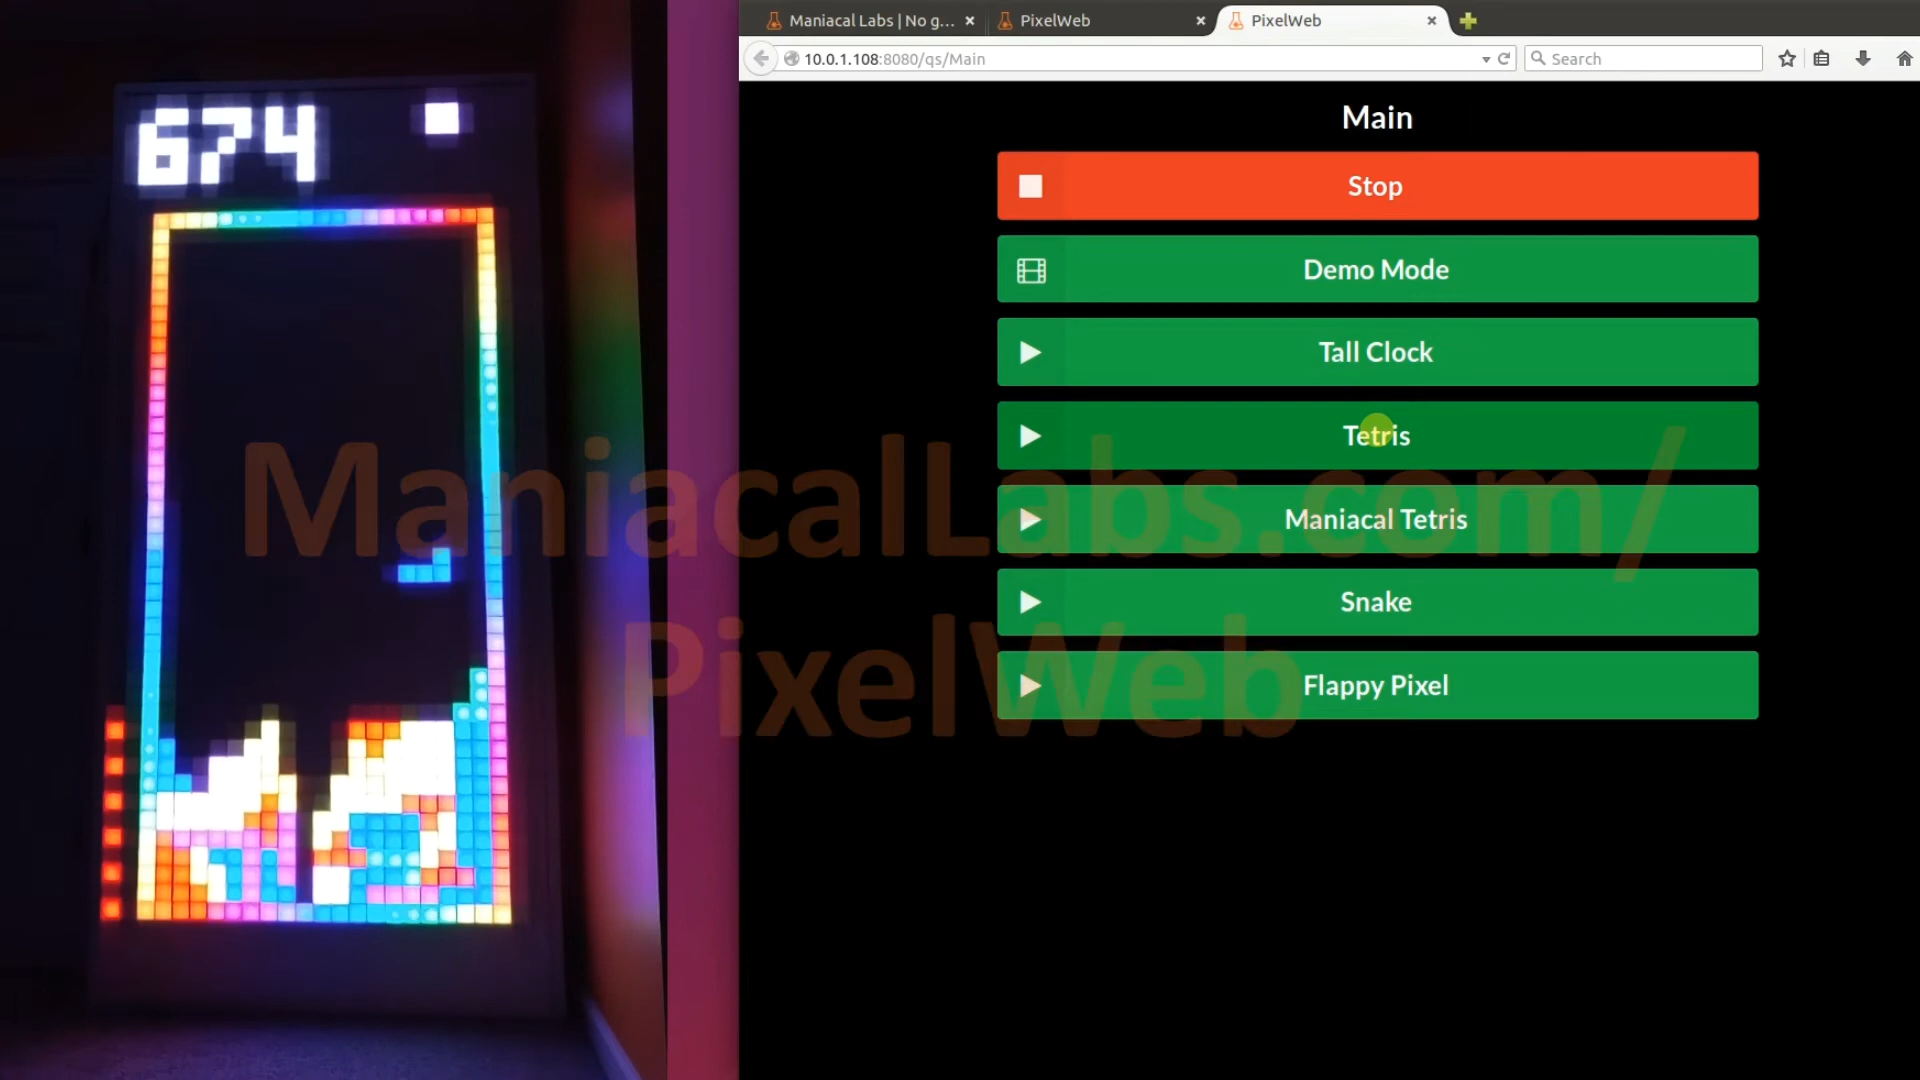 674
Maniacal Labs | No g...
PixelWeb
PixelWeb
10.0.1.108:8080/qs/Main
Search
Main
Stop
Demo Mode
Tall Clock
Tetris
Maniacal Tetris
Snake
Flappy Pixel
ManiacalLabs.com/
PixelWeb